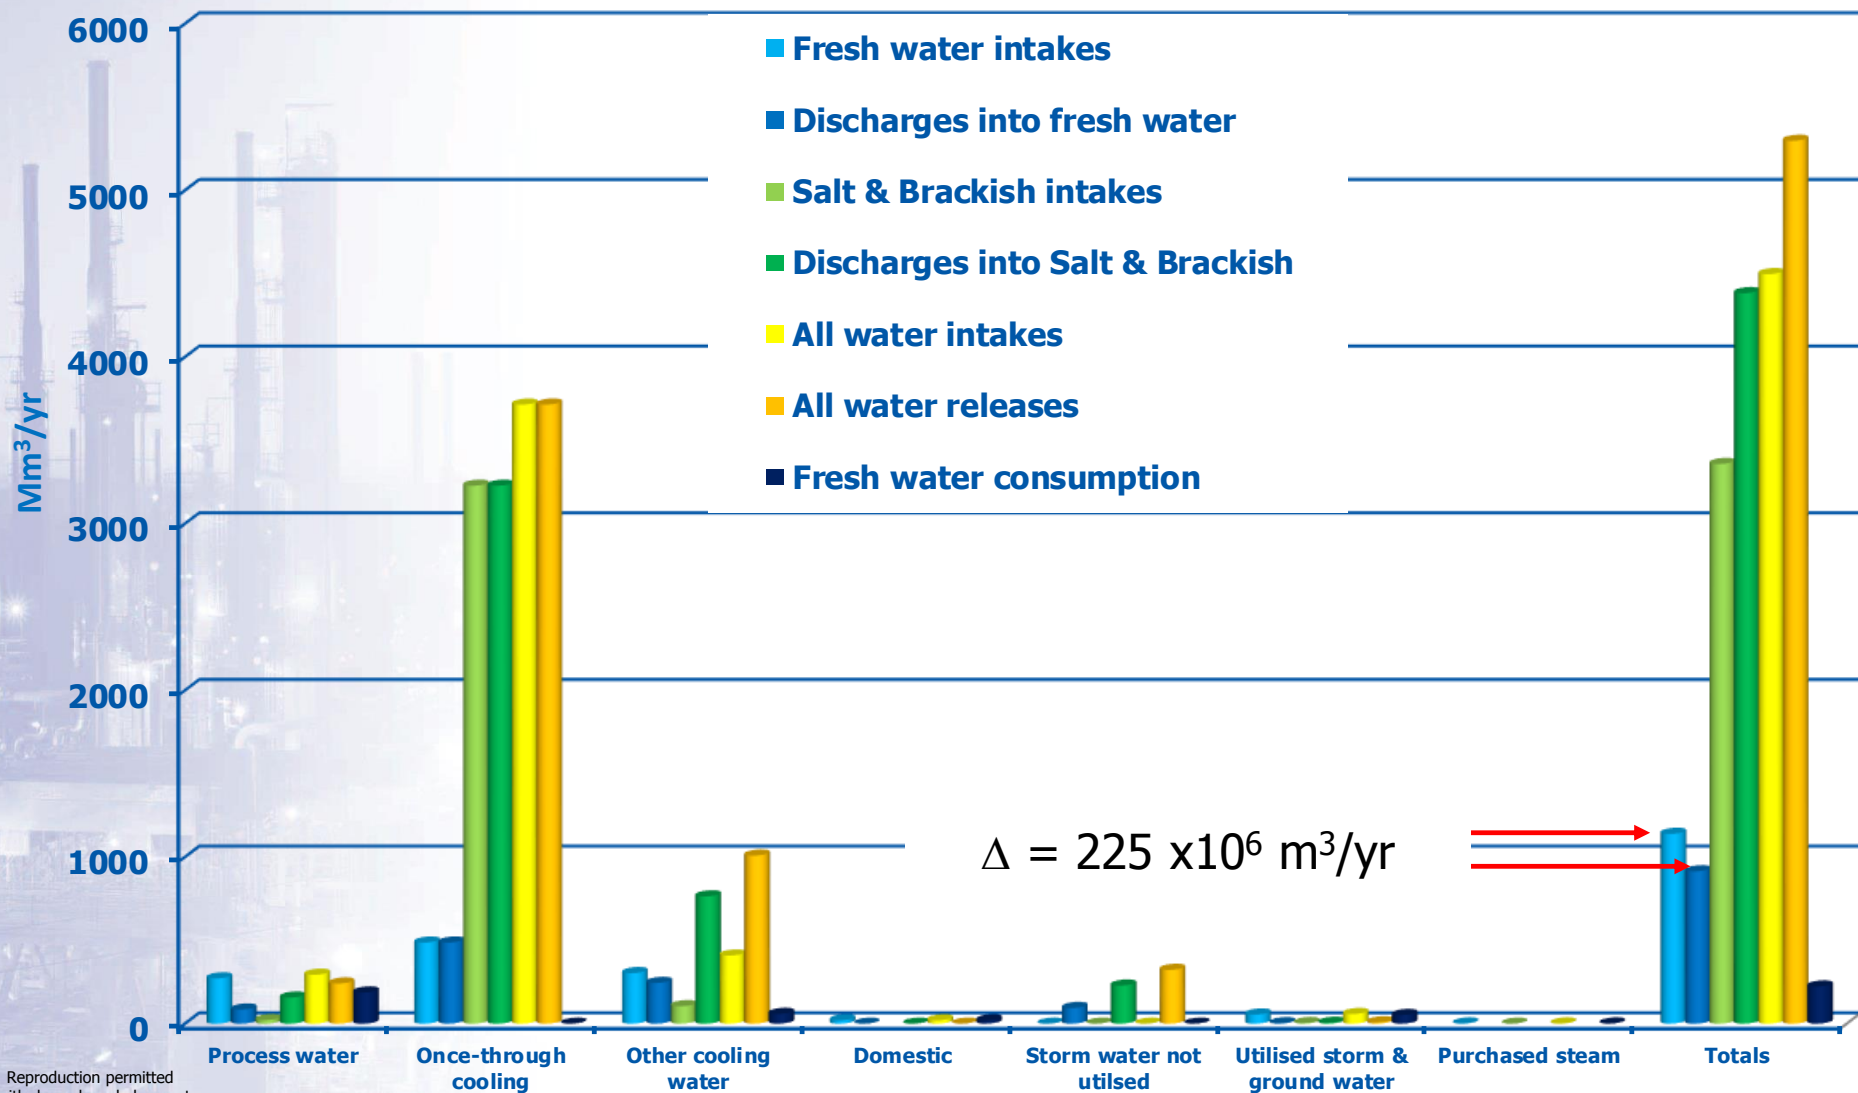 6000
5000
4000
3000
2000
1000
0
Mm³/yr
Fresh water intakes
Discharges into fresh water
Salt & Brackish intakes
Discharges into Salt & Brackish
All water intakes
All water releases
Fresh water consumption
Δ = 225 x10⁶ m³/yr
Process water
Once-through
cooling
Other cooling
water
Domestic
Storm water not
utilsed
Utilised storm &
ground water
Purchased steam
Totals
Reproduction permitted